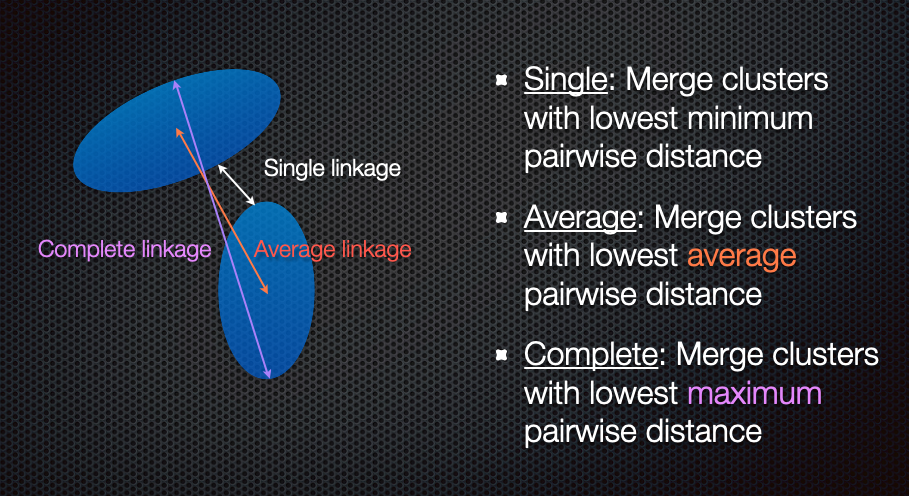 Single linkage
Complete linkage
Average linkage
Single: Merge clusters
with lowest minimum
pairwise distance
Average: Merge clusters
with lowest average
pairwise distance
Complete: Merge clusters
with lowest maximum
pairwise distance